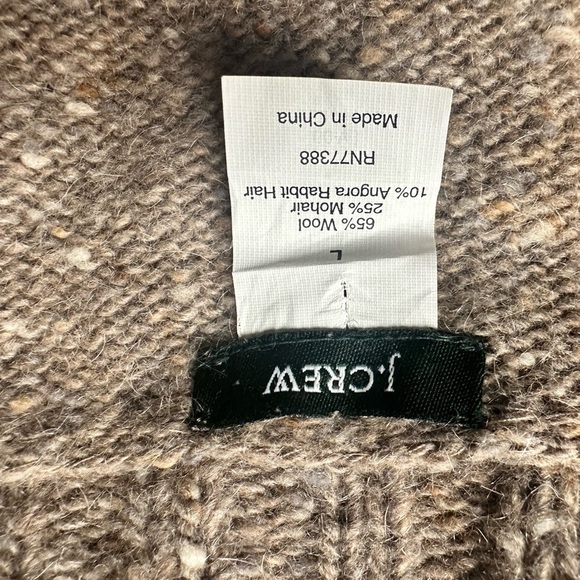 J.CREW
L
65% Wool
25% Mohair
10% Angora Rabbit Hair
RN77388
Made in China